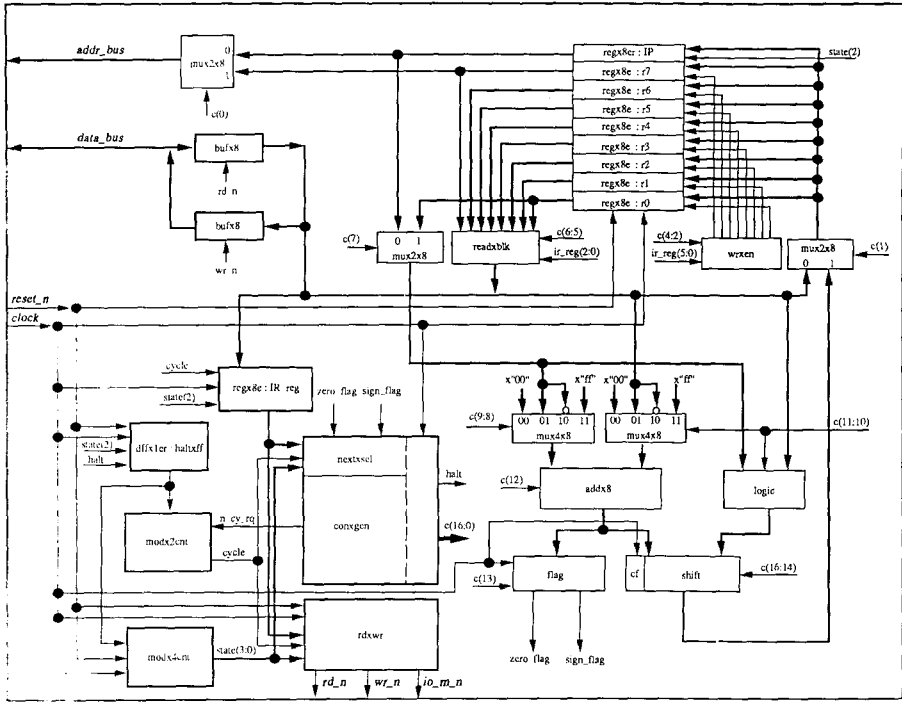 addr_bus
0
mux2x8
1
c(0)
regx8er : IP
regx8e : r7
regx8e : r6
regx8e : r5
regx8e : r4
regx8e : r3
regx8e : r2
regx8e : r1
regx8e : r0
state(2)
data_bus
bufx8
rd_n
bufx8
wr_n
c(7)
0 1
mux2x8
readxblk
c(6:5)
ir_reg(2:0)
c(4:2)
ir_reg(5:0)
wrxen
mux2x8
0 1
c(1)
reset_n
clock
cycle
state(2)
regx8e : IR_reg
zero_flag sign_flag
x"00" x"ff" x"00" x"ff"
c(9:8)
00 01 10 11
mux4x8
00 01 10 11
mux4x8
c(11:10)
state(2)
halt
dffx1er : haltxff
nextxsel
conxgen
halt
c(16:0)
n_cy_rq
modx2cnt
cycle
c(12)
addx8
logic
c(13)
flag
cf
shift
c(16:14)
rdxwr
modx4cnt
state(3:0)
zero_flag sign_flag
rd_n wr_n io_m_n